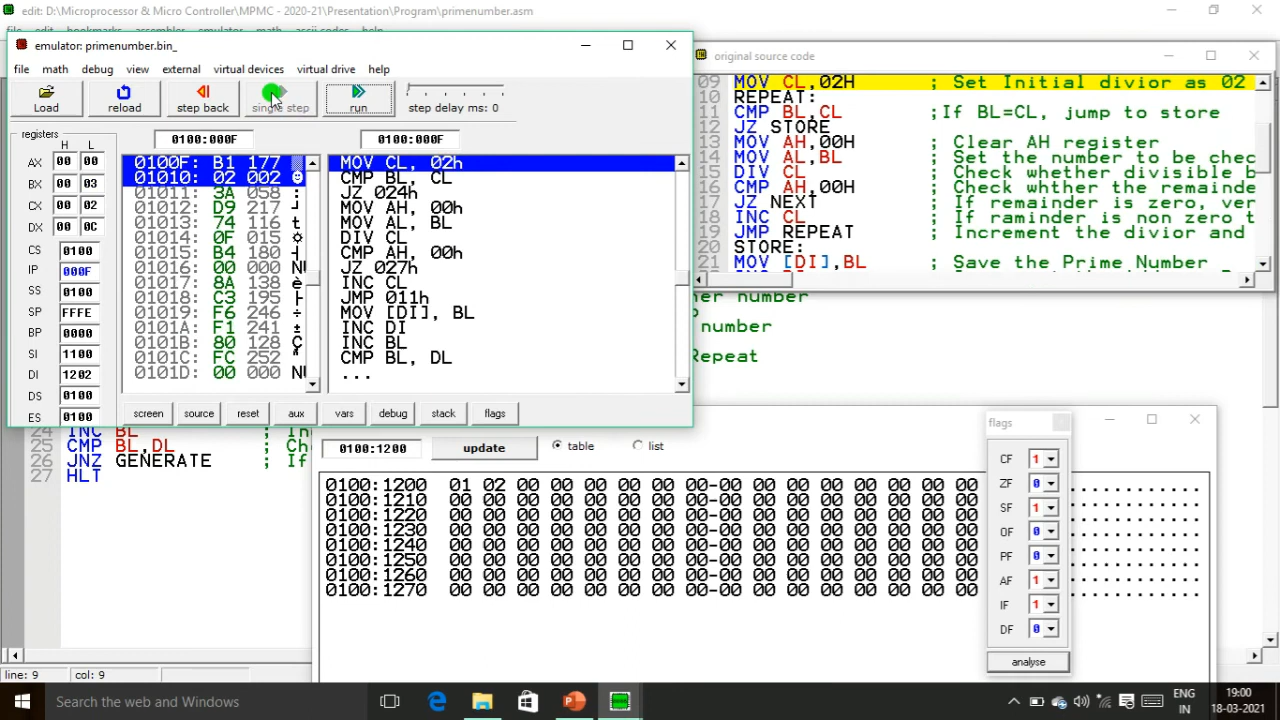 edit: D:\Microprocessor & Micro Controller\MPMC - 2020-21\Presentation\Program\primenumber.asm
file edit bookmarks assembler emulator math ascii codes help
emulator: primenumber.bin_
file math debug view external virtual devices virtual drive help
Load reload step back single step run step delay ms: 0
registers 0100:000F 0100:000F
H L
AX 00 00
BX 00 03
CX 00 02
DX 00 0C
CS 0100
IP 000F
SS 0100
SP FFFE
BP 0000
SI 1100
DI 1202
DS 0100
ES 0100
0100F: B1 177
01010: 02 002
01011: 3A 058 :
01012: D9 217
01013: 74 116 t
01014: 0F 015
01015: B4 180
01016: 00 000 NU
01017: 8A 138 è
01018: C3 195
01019: F6 246 ÷
0101A: F1 241 ±
0101B: 80 128 Ç
0101C: FC 252 ⁿ
0101D: 00 000 NU
MOV CL, 02h
CMP BL, CL
JZ 024h
MOV AH, 00h
MOV AL, BL
DIV CL
CMP AH, 00h
JZ 027h
INC CL
JMP 011h
MOV [DI], BL
INC DI
INC BL
CMP BL, DL
...
screen source reset aux vars debug stack flags
original source code
09 MOV CL,02H ; Set Initial divior as 02
10 REPEAT:
11 CMP BL,CL ;If BL=CL, jump to store
12 JZ STORE
13 MOV AH,00H ; Clear AH register
14 MOV AL,BL ; Set the number to be chec
15 DIV CL ; Check whether divisible b
16 CMP AH,00H ; Check whther the remainde
17 JZ NEXT ; If remainder is zero, ver
18 INC CL ; If raminder is non zero t
19 JMP REPEAT ; Increment the divior and
20 STORE:
21 MOV [DI],BL ; Save the Prime Number
her number
number
Repeat
24 INC BL ; In
25 CMP BL,DL ; Ch
26 JNZ GENERATE ; If
27 HLT
0100:1200 update table list
0100:1200 01 02 00 00 00 00 00 00-00 00 00 00 00 00 00 00
0100:1210 00 00 00 00 00 00 00 00-00 00 00 00 00 00 00 00
0100:1220 00 00 00 00 00 00 00 00-00 00 00 00 00 00 00 00
0100:1230 00 00 00 00 00 00 00 00-00 00 00 00 00 00 00 00
0100:1240 00 00 00 00 00 00 00 00-00 00 00 00 00 00 00 00
0100:1250 00 00 00 00 00 00 00 00-00 00 00 00 00 00 00 00
0100:1260 00 00 00 00 00 00 00 00-00 00 00 00 00 00 00 00
0100:1270 00 00 00 00 00 00 00 00-00 00 00 00 00 00 00 00
flags
CF 1
ZF 0
SF 1
OF 0
PF 0
AF 1
IF 1
DF 0
analyse
line: 9 col: 9
Search the web and Windows
ENG
IN
19:00
18-03-2021